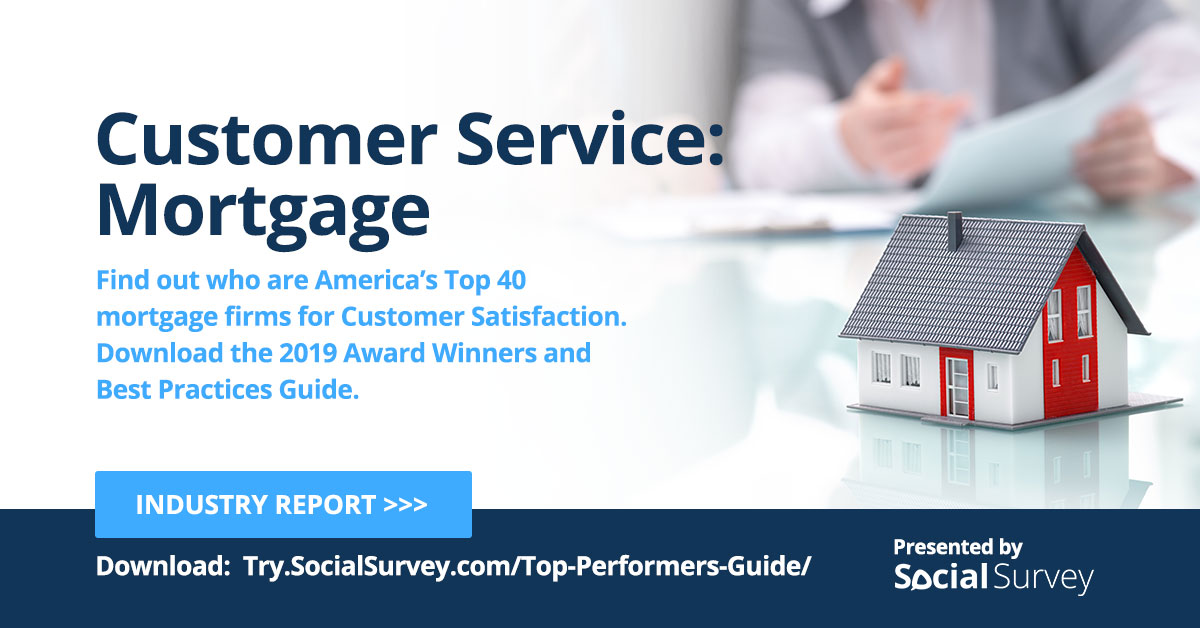 Customer Service:
Mortgage
Find out who are America’s Top 40
mortgage firms for Customer Satisfaction.
Download the 2019 Award Winners and
Best Practices Guide.
INDUSTRY REPORT >>>
Download: Try.SocialSurvey.com/Top-Performers-Guide/
Presented by
SocialSurvey